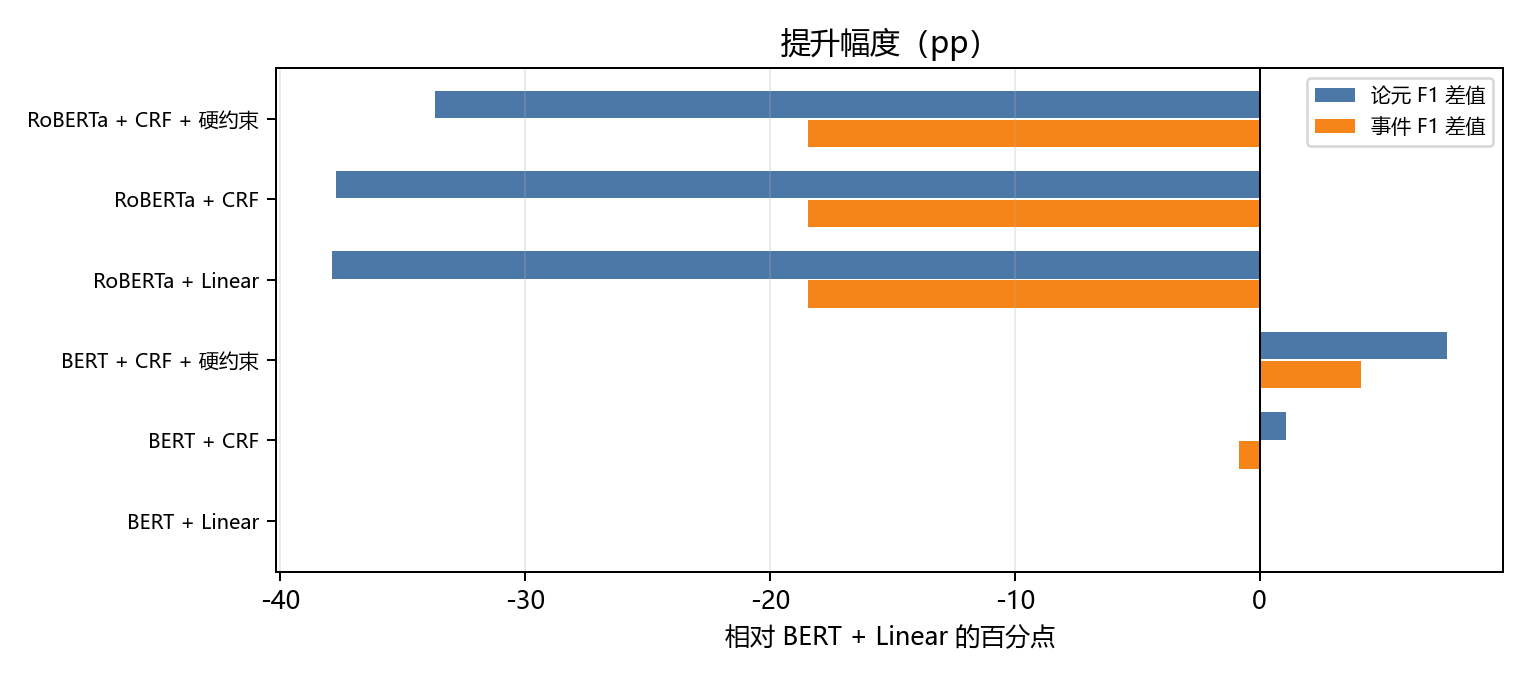 提升幅度（pp）
论元 F1 差值
事件 F1 差值
RoBERTa + CRF + 硬约束
RoBERTa + CRF
RoBERTa + Linear
BERT + CRF + 硬约束
BERT + CRF
BERT + Linear
-40 -30 -20 -10 0
相对 BERT + Linear 的百分点